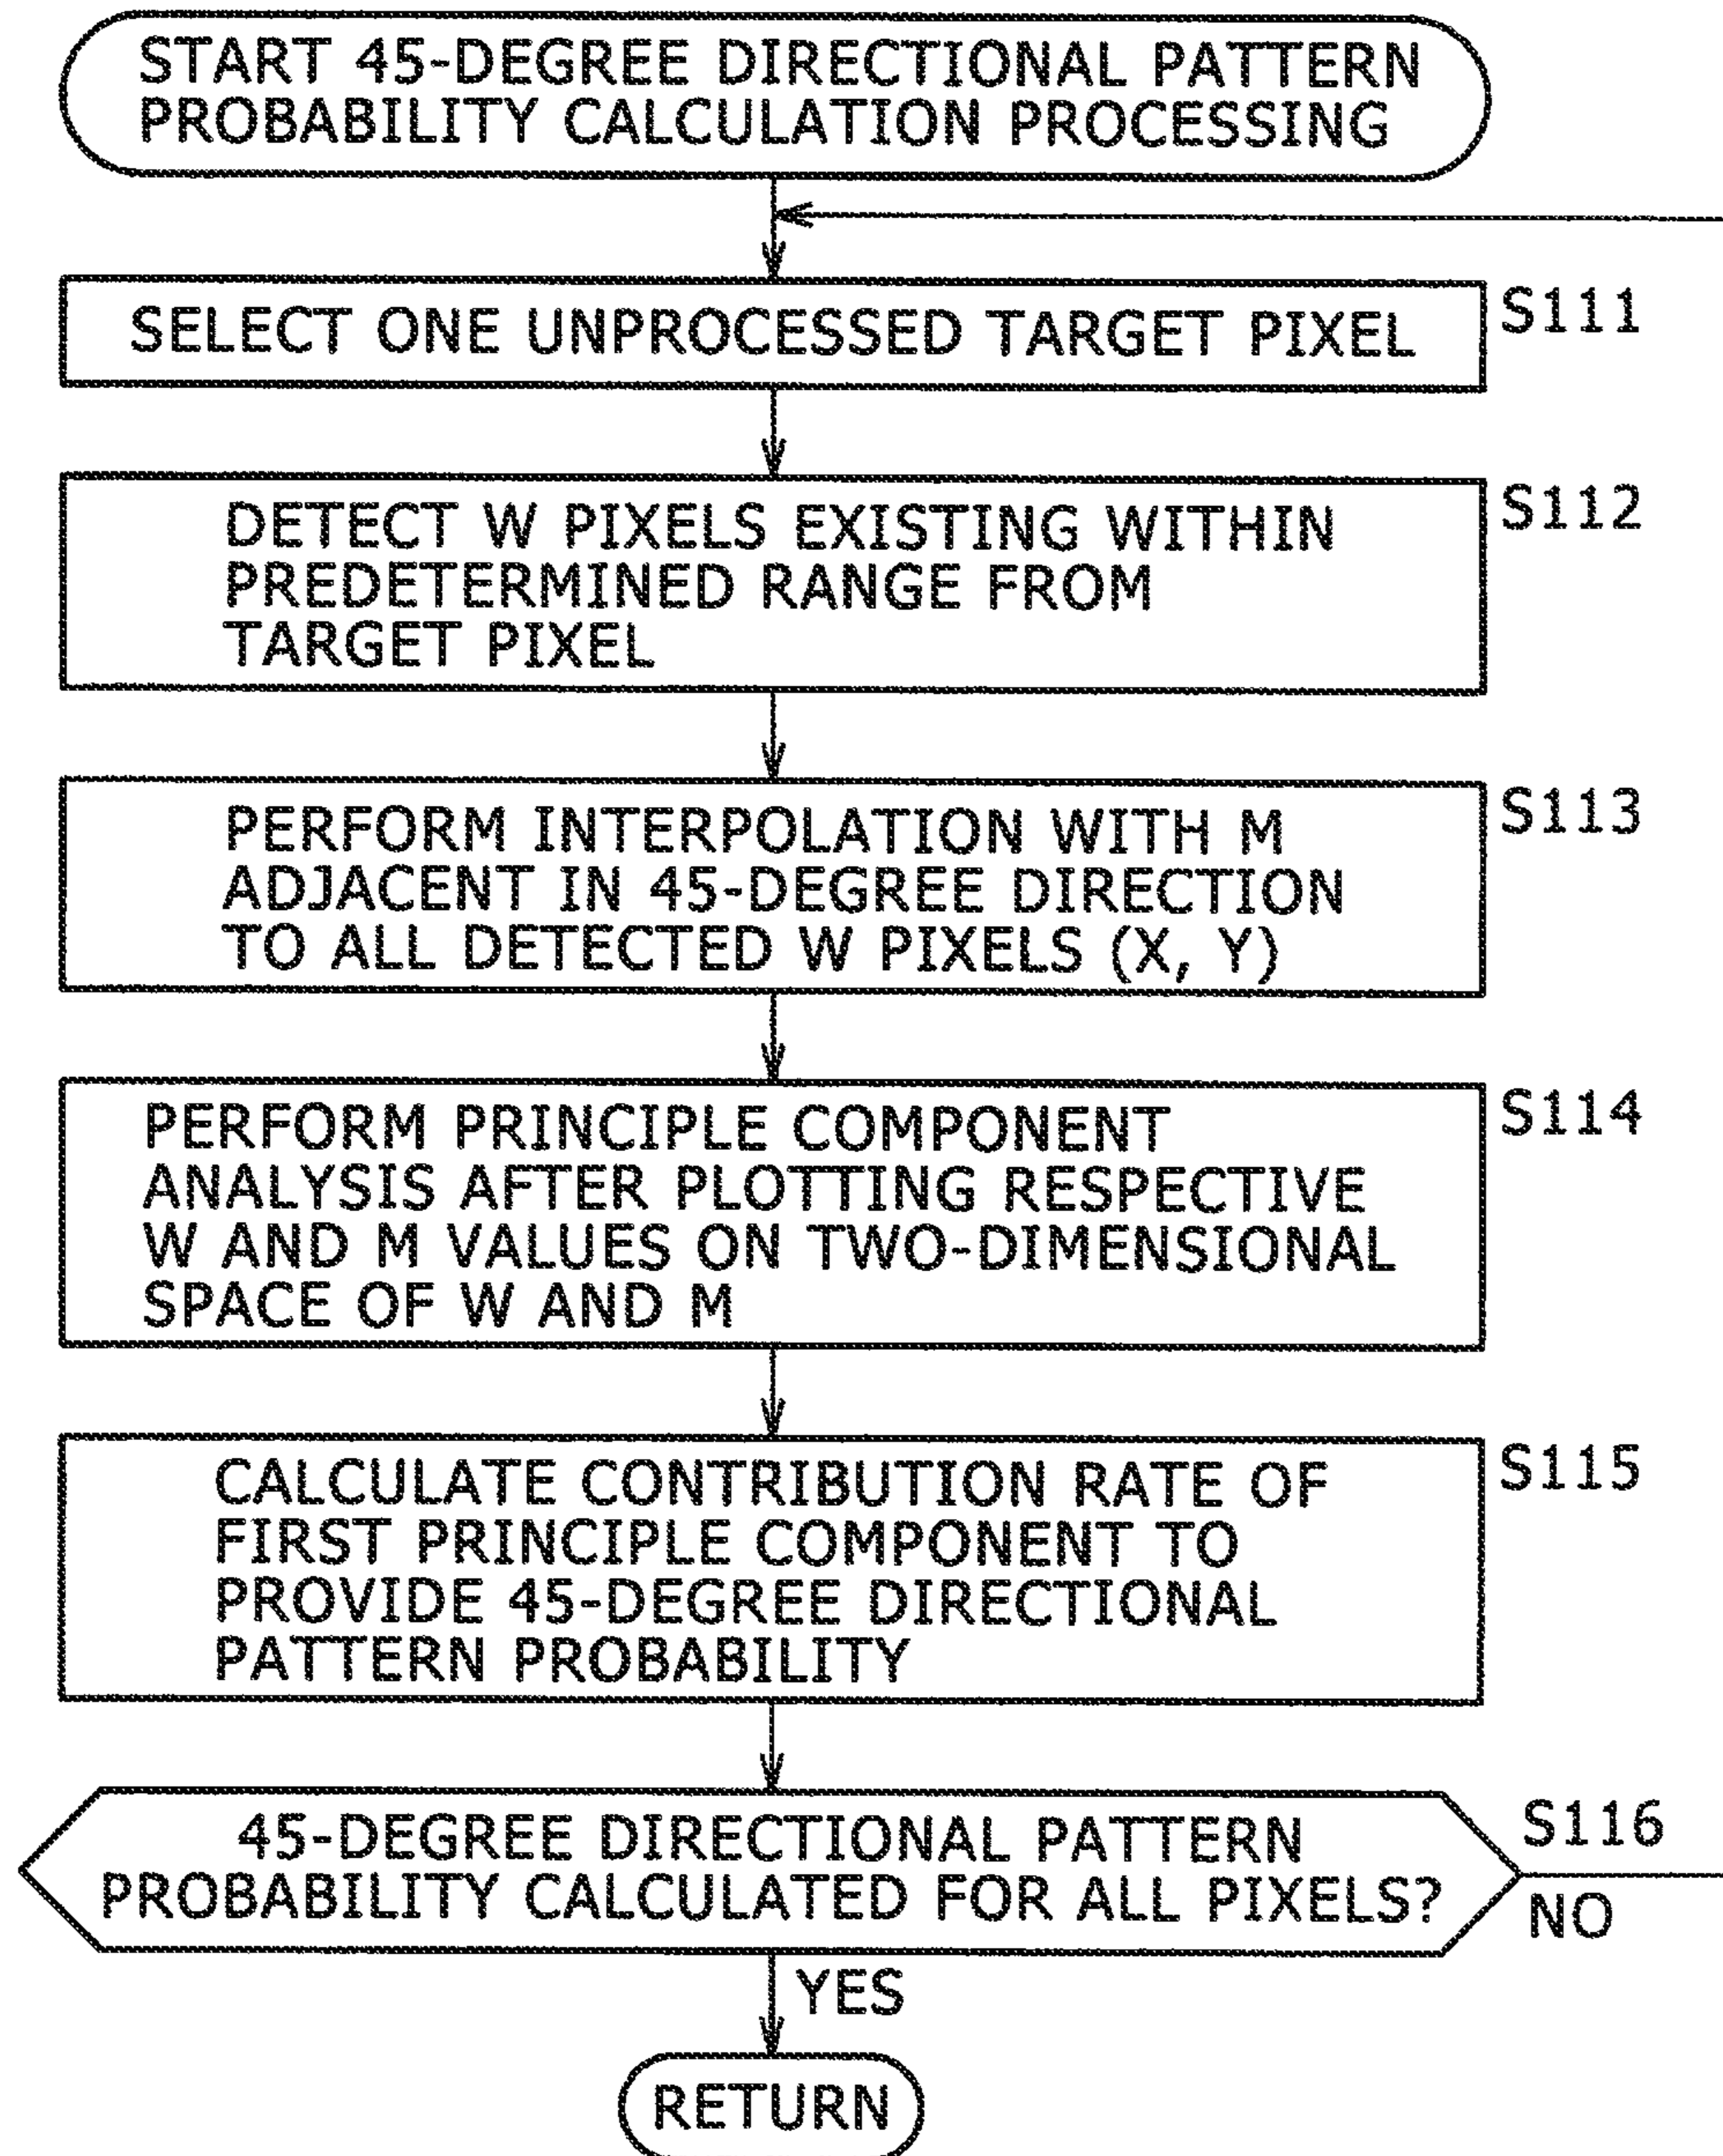 START 45-DEGREE DIRECTIONAL PATTERN
PROBABILITY CALCULATION PROCESSING
SELECT ONE UNPROCESSED TARGET PIXEL
S111
DETECT W PIXELS EXISTING WITHIN
PREDETERMINED RANGE FROM
TARGET PIXEL
S112
PERFORM INTERPOLATION WITH M
ADJACENT IN 45-DEGREE DIRECTION
TO ALL DETECTED W PIXELS (X, Y)
S113
PERFORM PRINCIPLE COMPONENT
ANALYSIS AFTER PLOTTING RESPECTIVE
W AND M VALUES ON TWO-DIMENSIONAL
SPACE OF W AND M
S114
CALCULATE CONTRIBUTION RATE OF
FIRST PRINCIPLE COMPONENT TO
PROVIDE 45-DEGREE DIRECTIONAL
PATTERN PROBABILITY
S115
45-DEGREE DIRECTIONAL PATTERN
PROBABILITY CALCULATED FOR ALL PIXELS?
S116
NO
YES
RETURN